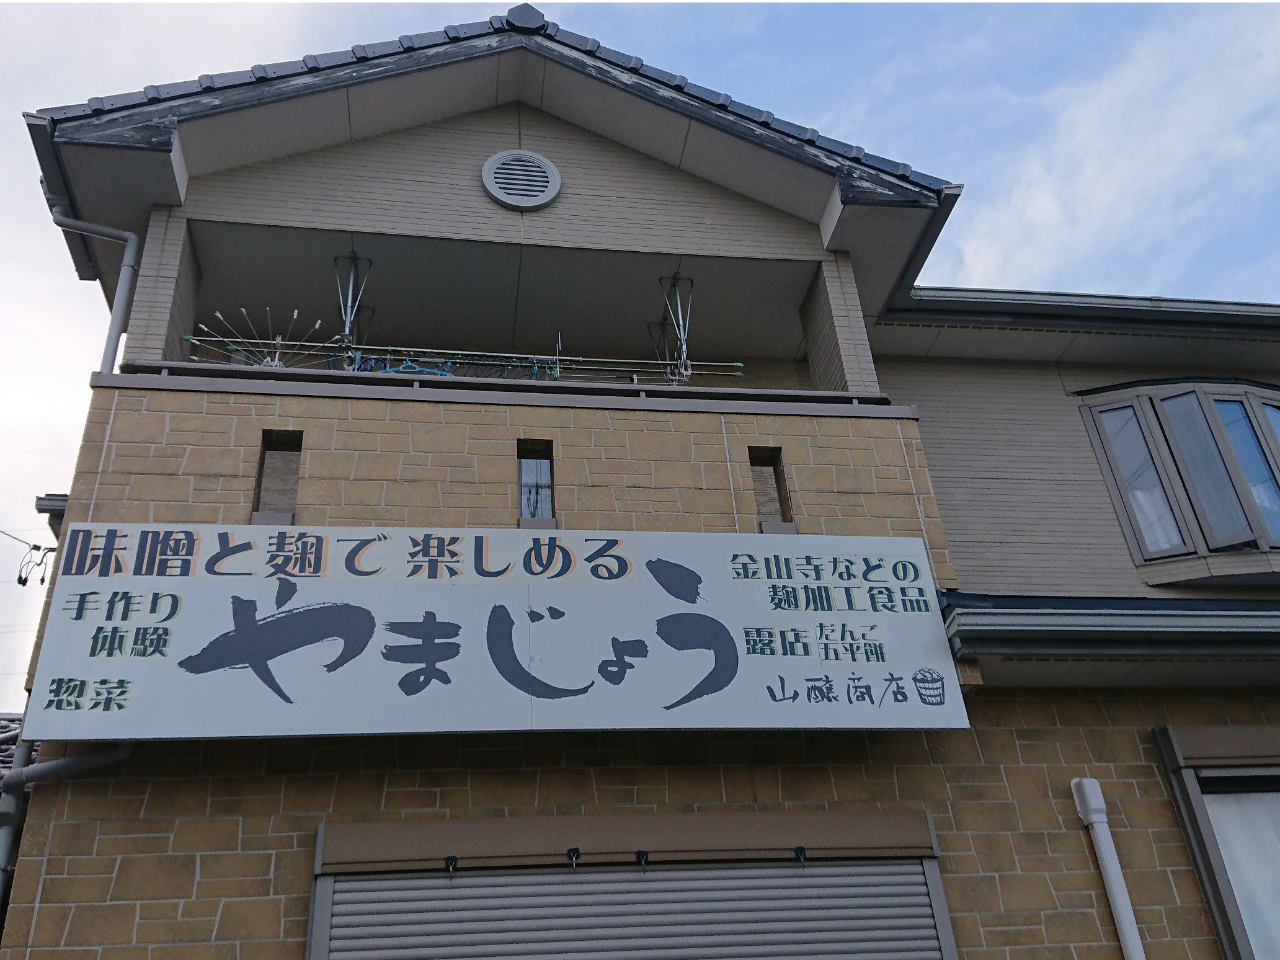 味噌と麹で楽しめる
手作り
体験
惣菜
やまじょう
金山寺などの
麹加工食品
露店 だんご
五平餅
山醸商店